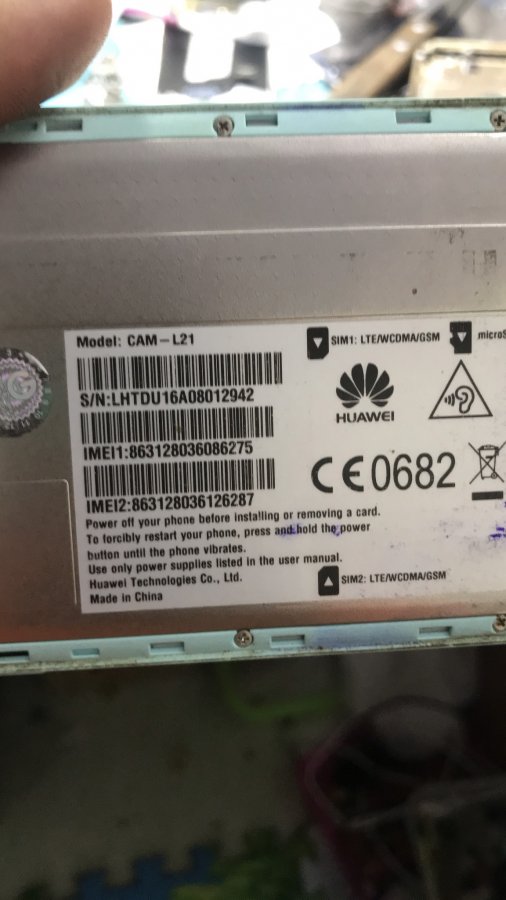 Model: CAM-L21
S/N:LHTDU16A08012942
IMEI1:863128036086275
IMEI2:863128036126287
Power off your phone before installing or removing a card.
To forcibly restart your phone, press and hold the power
button until the phone vibrates.
Use only power supplies listed in the user manual.
Huawei Technologies Co., Ltd.
Made in China
SIM1: LTE/WCDMA/GSM
microS
HUAWEI
CE0682
SIM2: LTE/WCDMA/GSM